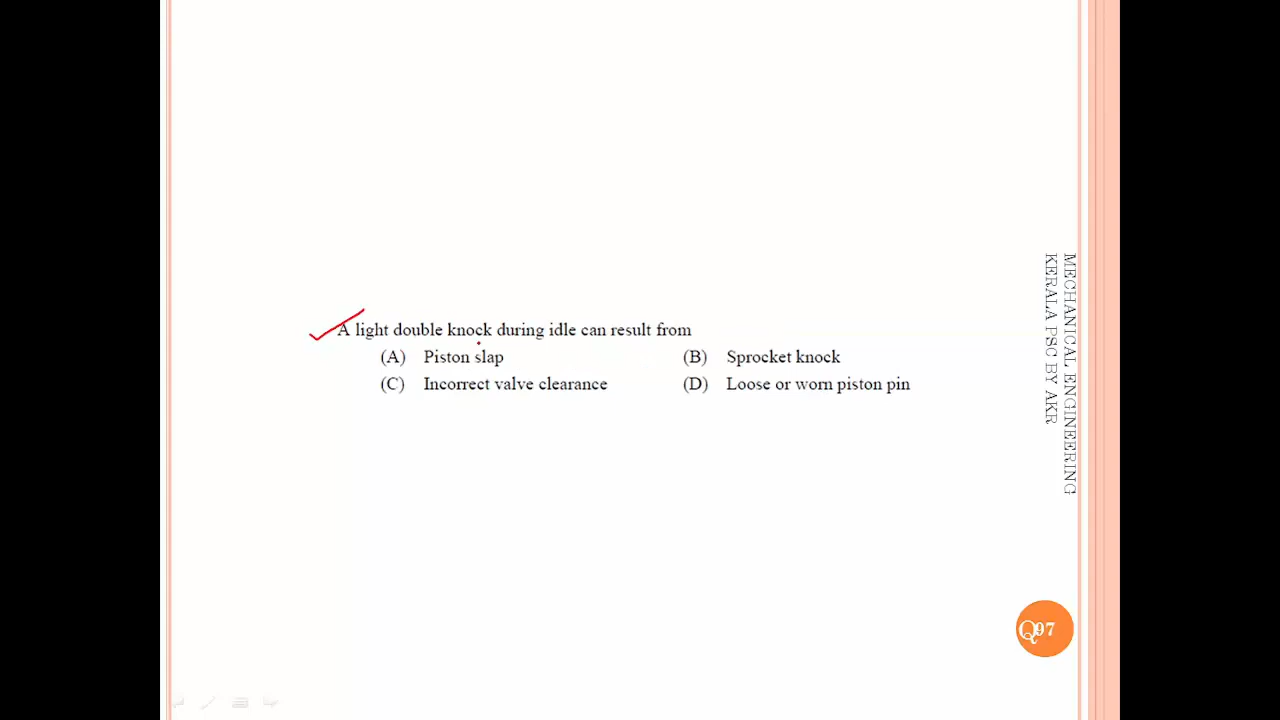 A light double knock during idle can result from
(A) Piston slap (B) Sprocket knock
(C) Incorrect valve clearance (D) Loose or worn piston pin
MECHANICAL ENGINEERING
KERALA PSC BY AKR
Q97